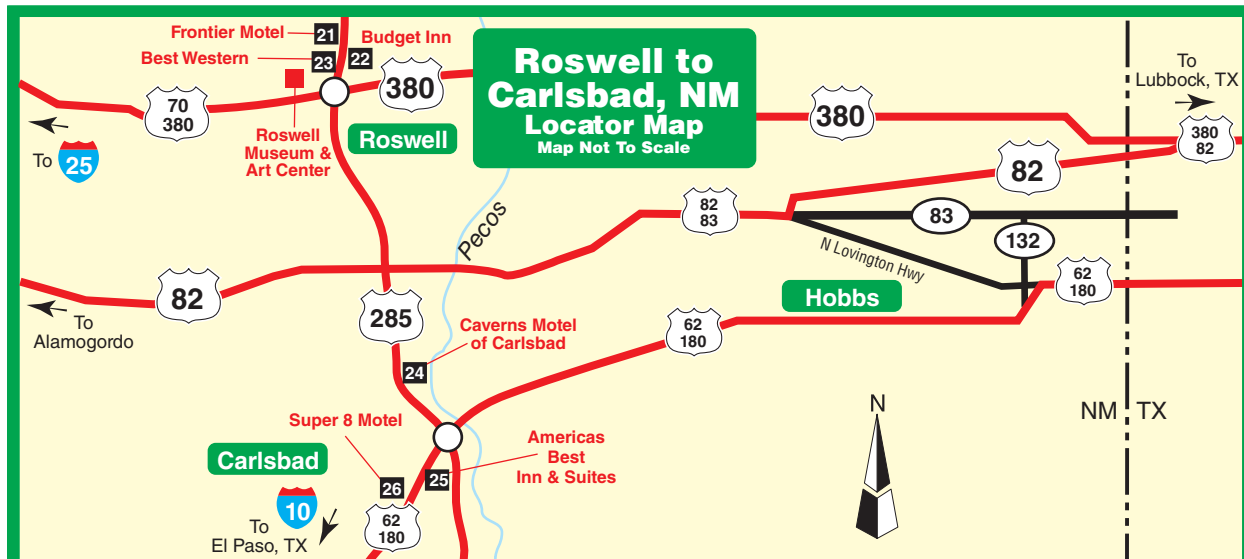 Frontier Motel
21
Budget Inn
Best Western
23
22
380
Roswell to
Carlsbad, NM
Locator Map
Map Not To Scale
To
Lubbock, TX
70
380
380
380
82
To
25
Roswell
Museum &
Art Center
Roswell
82
Pecos
82
83
83
132
N Lovington Hwy
62
180
82
Hobbs
To
Alamogordo
285
62
180
Caverns Motel
of Carlsbad
24
N
NM
TX
Super 8 Motel
Americas
Best
Inn & Suites
Carlsbad
25
26
10
To
El Paso, TX
62
180